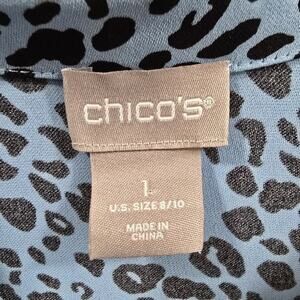 chico's®
1
U.S. SIZE 8/10
MADE IN
CHINA